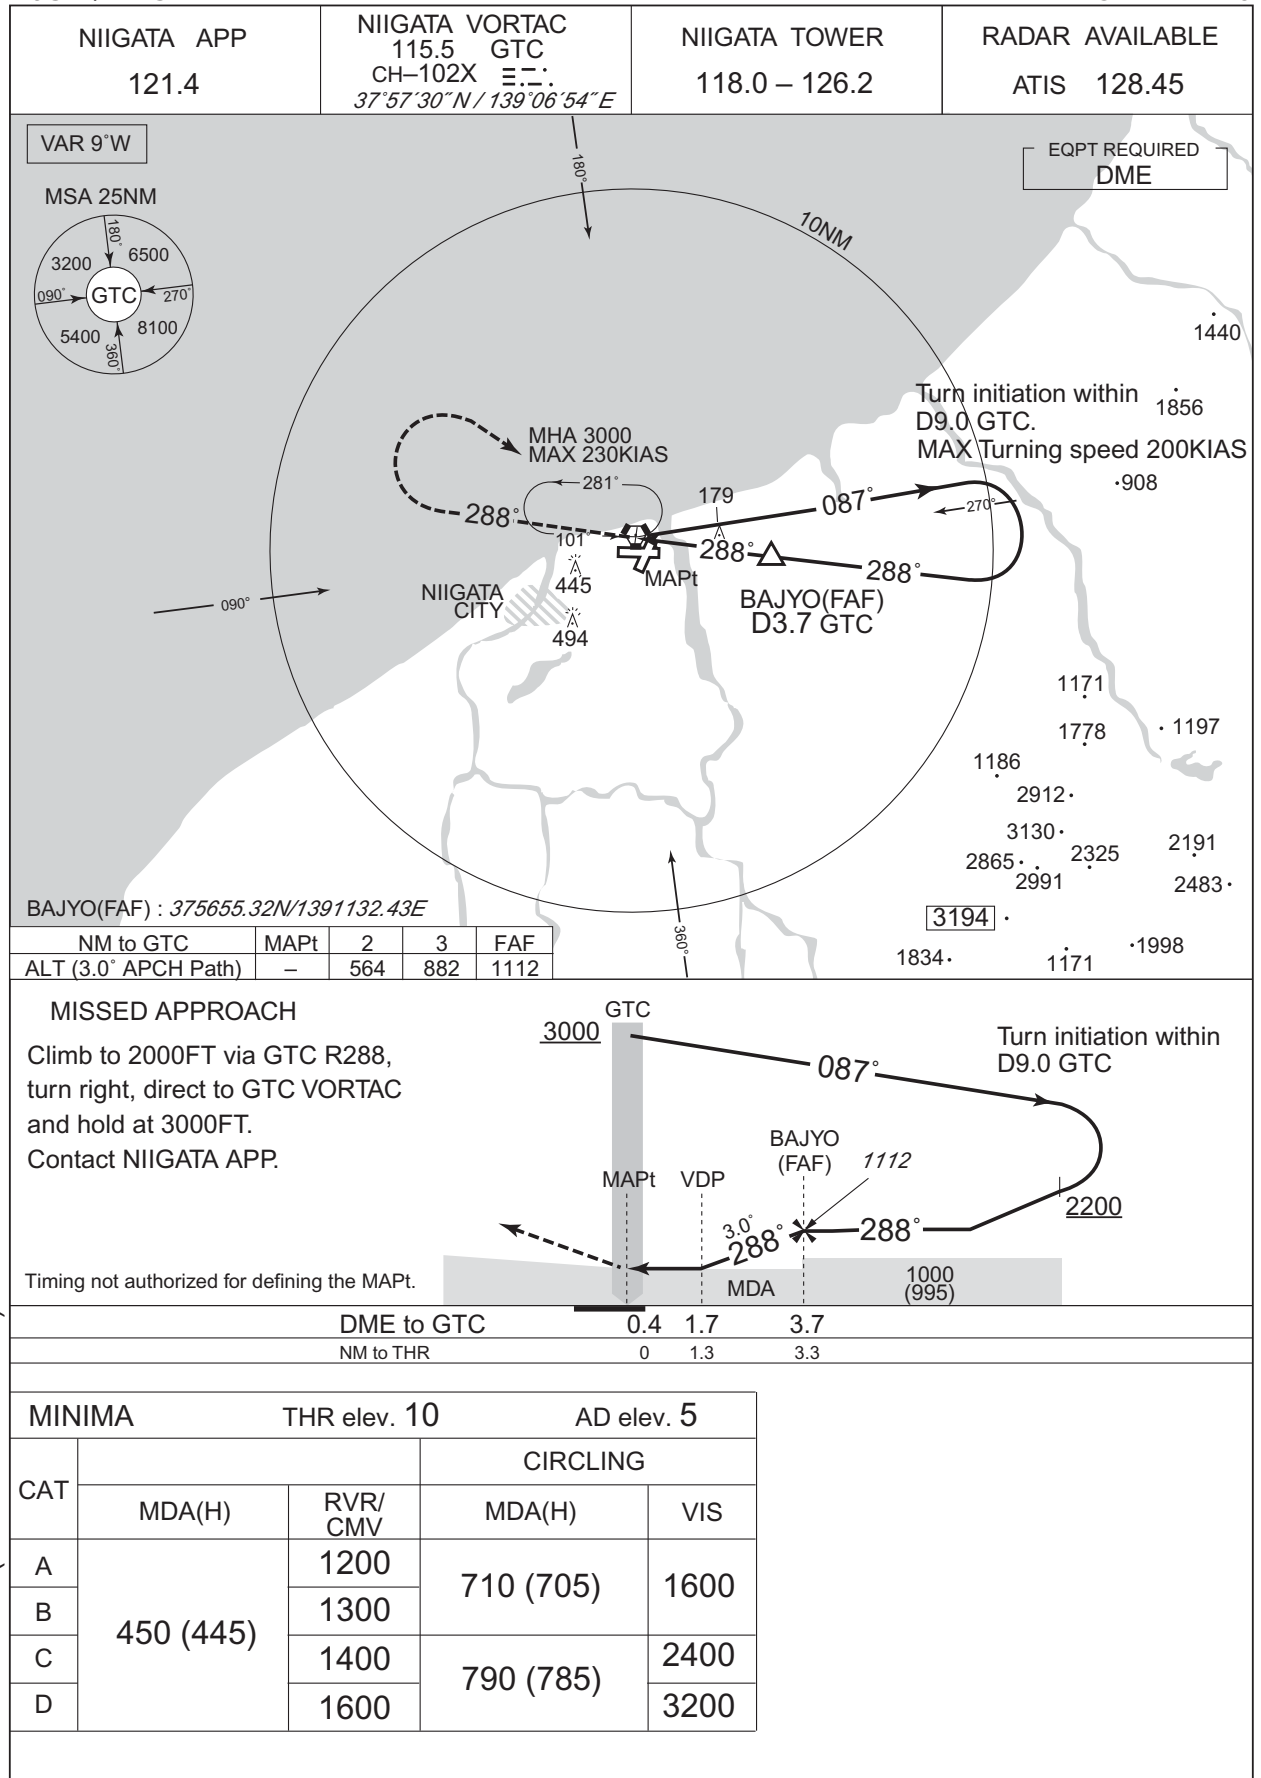 NIIGATA APP
121.4
NIIGATA VORTAC
115.5 GTC
CH–102X
37˚57´30˝N / 139˚06´54˝E
NIIGATA TOWER
118.0 – 126.2
RADAR AVAILABLE
ATIS 128.45
VAR 9˚W
EQPT REQUIRED
DME
MSA 25NM
180˚
3200
6500
090˚
GTC
270˚
5400
8100
360˚
180˚
10NM
1440
Turn initiation within
D9.0 GTC.
MAX Turning speed 200KIAS
1856
908
MHA 3000
MAX 230KIAS
281˚
179
087˚
270˚
288˚
101˚
288˚
288˚
445
MAPt
NIIGATA
CITY
494
090˚
BAJYO(FAF)
D3.7 GTC
1171
1778
1197
1186
2912
3130
2865
2991
2325
2191
2483
3194
1834
1171
1998
360˚
BAJYO(FAF) : 375655.32N/1391132.43E
NM to GTC MAPt 2 3 FAF
ALT (3.0˚ APCH Path) – 564 882 1112
MISSED APPROACH
Climb to 2000FT via GTC R288,
turn right, direct to GTC VORTAC
and hold at 3000FT.
Contact NIIGATA APP.
Timing not authorized for defining the MAPt.
GTC
3000
087˚
Turn initiation within
D9.0 GTC
BAJYO
(FAF)
1112
MAPt
VDP
2200
3.0˚
288˚
288˚
MDA
1000
(995)
DME to GTC 0.4 1.7 3.7
NM to THR 0 1.3 3.3
MINIMA THR elev. 10 AD elev. 5
CAT
CIRCLING
MDA(H)
RVR/
CMV
MDA(H)
VIS
A
B
C
D
450 (445)
1200
1300
1400
1600
710 (705)
790 (785)
1600
2400
3200